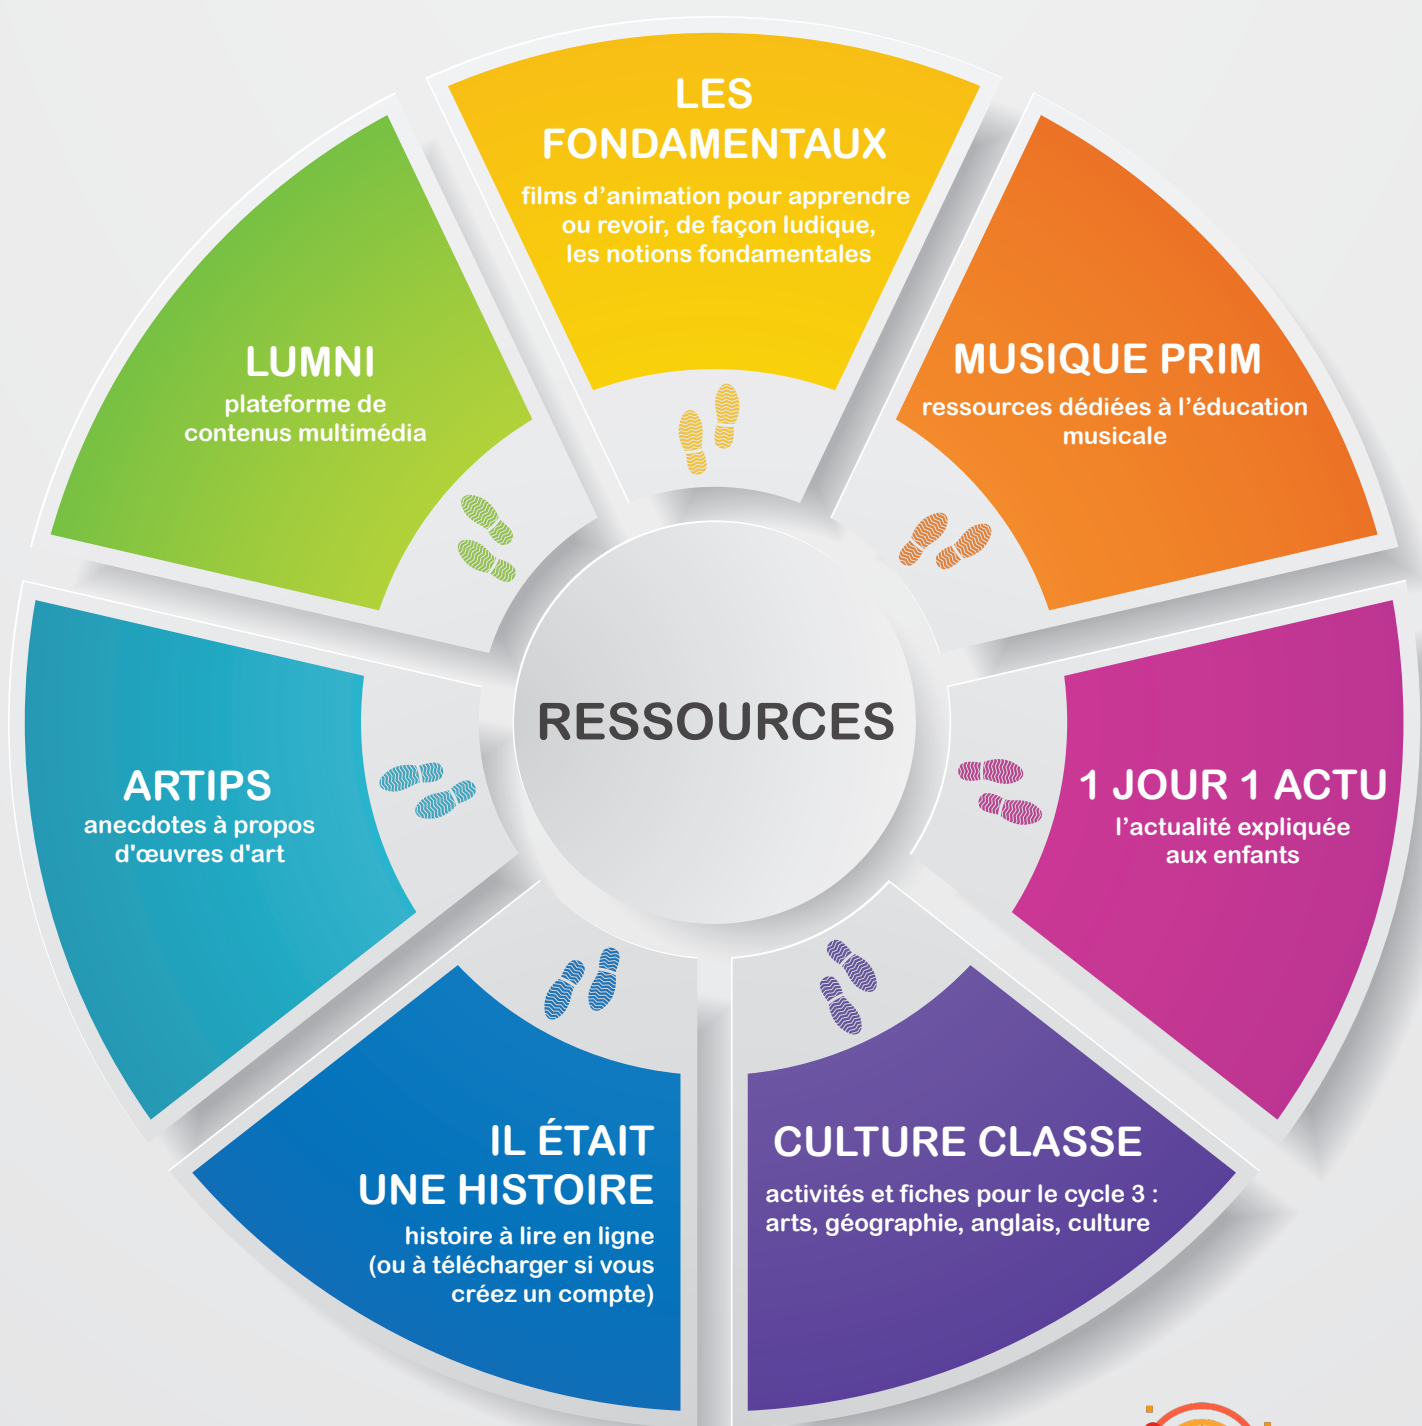 LES
FONDAMENTAUX
films d’animation pour apprendre
ou revoir, de façon ludique,
les notions fondamentales
MUSIQUE PRIM
ressources dédiées à l’éducation
musicale
1 JOUR 1 ACTU
l’actualité expliquée
aux enfants
CULTURE CLASSE
activités et fiches pour le cycle 3 :
arts, géographie, anglais, culture
IL ÉTAIT
UNE HISTOIRE
histoire à lire en ligne
(ou à télécharger si vous
créez un compte)
ARTIPS
anecdotes à propos
d'œuvres d'art
LUMNI
plateforme de
contenus multimédia
RESSOURCES